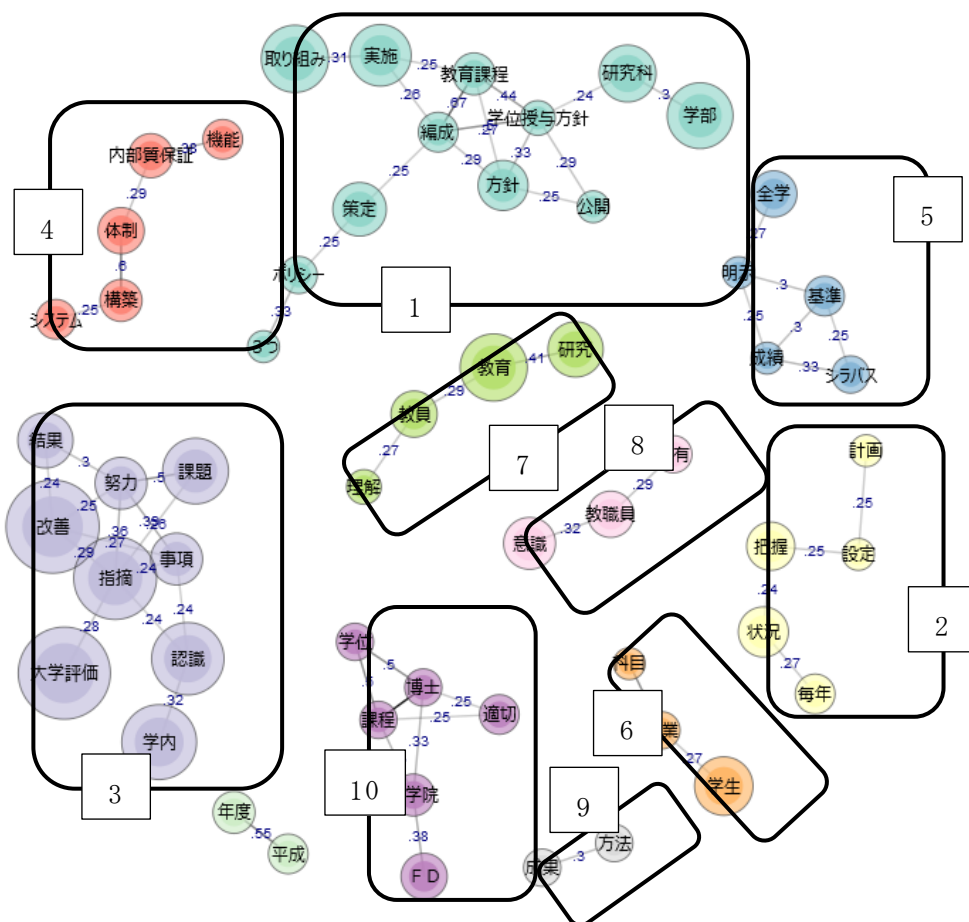 取り組み
.31
実施
.25
教育課程
.26
.67
.44
編成
.27
学位授与方針
.24
研究科
.3
学部
.25
.29
.33
.29
策定
方針
.25
公開
.25
ポリシー
.33
3つ
1
機能
内部質保証
.29
体制
.6
構築
.25
システム
4
全学
.27
明示
.3
基準
.25
.3
.25
成績
.33
シラバス
5
研究
.41
教育
.29
教員
.27
理解
7
有
.29
教職員
.32
意識
8
計画
.25
把握
.25
設定
.24
状況
.27
毎年
2
結果
.3
努力
.5
課題
.24
.25
改善
.36
.39
.29
.27
事項
指摘
.24
.24
.28
.24
大学評価
認識
.32
学内
3
年度
.55
平成
学位
.5
博士
.25
課程
.25
適切
.33
学院
.38
ＦＤ
10
科目
業
.27
学生
6
方法
.3
成果
9